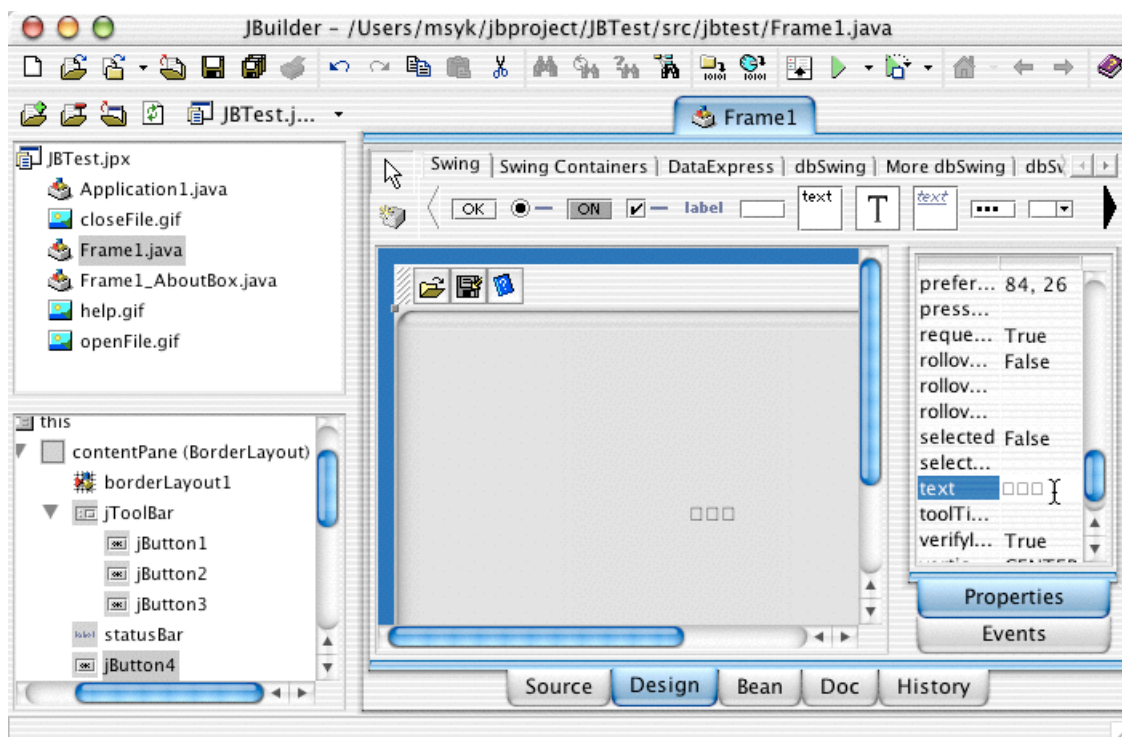 JBuilder – /Users/msyk/jbproject/JBTest/src/jbtest/Frame1.java
JBTest.j...
Frame1
JBTest.jpx
Application1.java
closeFile.gif
Frame1.java
Frame1_AboutBox.java
help.gif
openFile.gif
Swing
Swing Containers
DataExpress
dbSwing
More dbSwing
OK
ON
label
text
T
text
this
contentPane (BorderLayout)
borderLayout1
jToolBar
jButton1
jButton2
jButton3
statusBar
jButton4
□□□
prefer... 84, 26
press...
reque... True
rollov... False
rollov...
rollov...
selected False
select...
text □□□
toolTi...
verifyI... True
Properties
Events
Source
Design
Bean
Doc
History